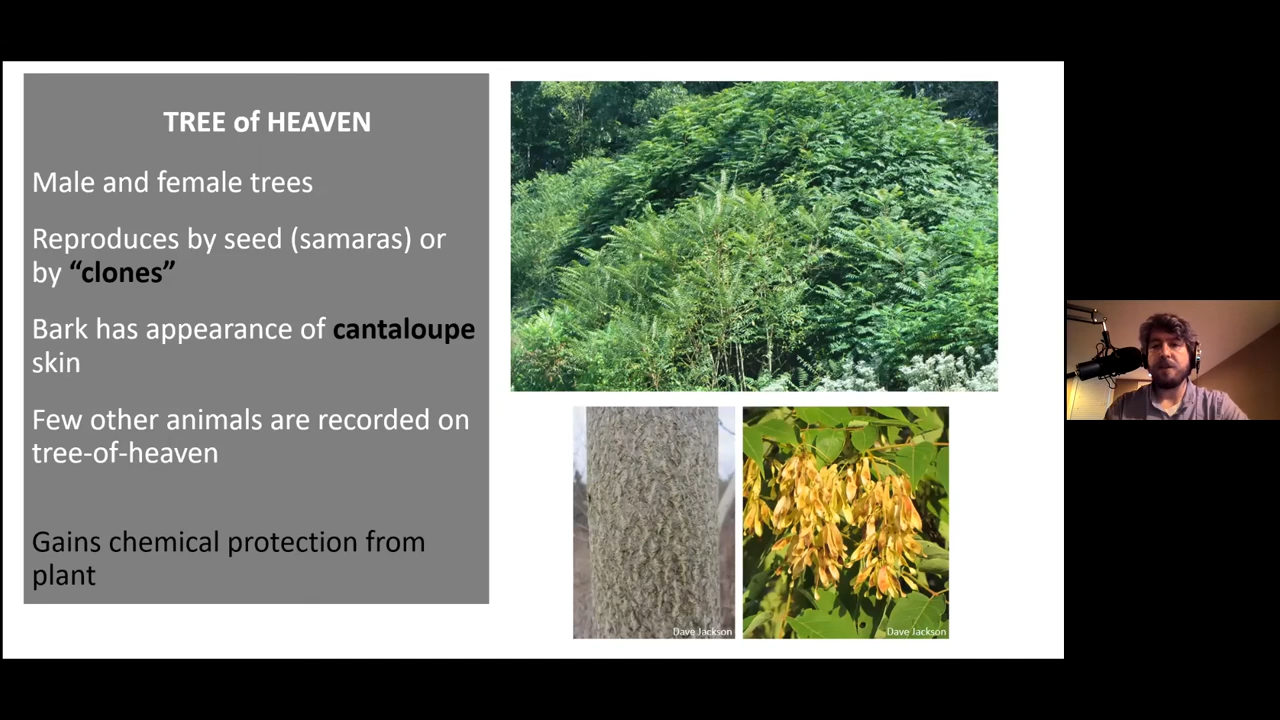 TREE of HEAVEN
Male and female trees
Reproduces by seed (samaras) or
by “clones”
Bark has appearance of cantaloupe
skin
Few other animals are recorded on
tree-of-heaven
Gains chemical protection from
plant
Dave Jackson
Dave Jackson